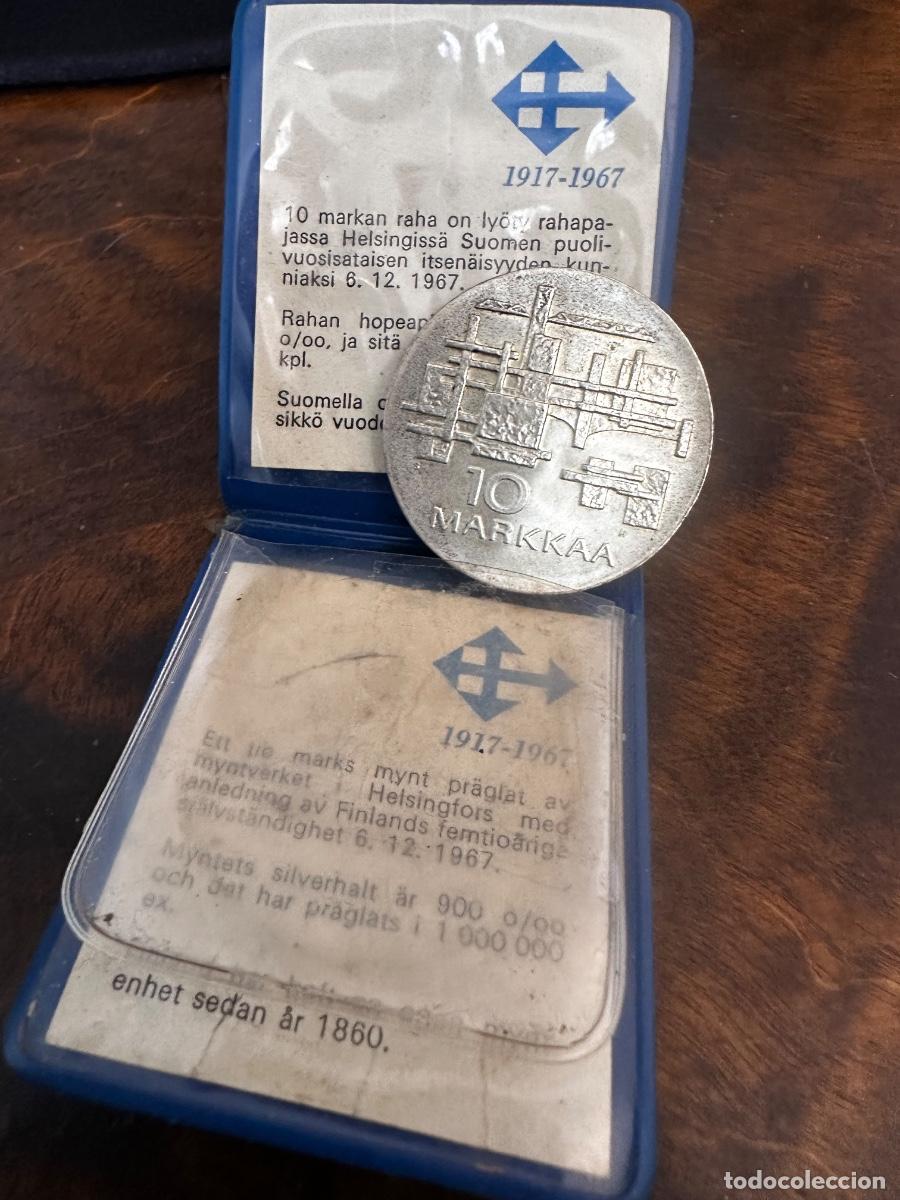 1917-1967
10 markan raha on lyöty rahapa-
jassa Helsingissä Suomen puoli-
vuosisataisen itsenäisyyden kun-
niaksi 6. 12. 1967.
Rahan
o/oo, ja sitä
kpl.
Suomella
sikkö
10
MARKKAA
1917-1967
Ett tio marks mynt präglat av
myntverket i Helsingfors med
anledning av Finlands femtioårige
självständighet 6. 12. 1967.
Myntets silverhalt är 900 o/oo
och det har präglats i 1 000 000
ex.
enhet sedan år 1860.
todocoleccion